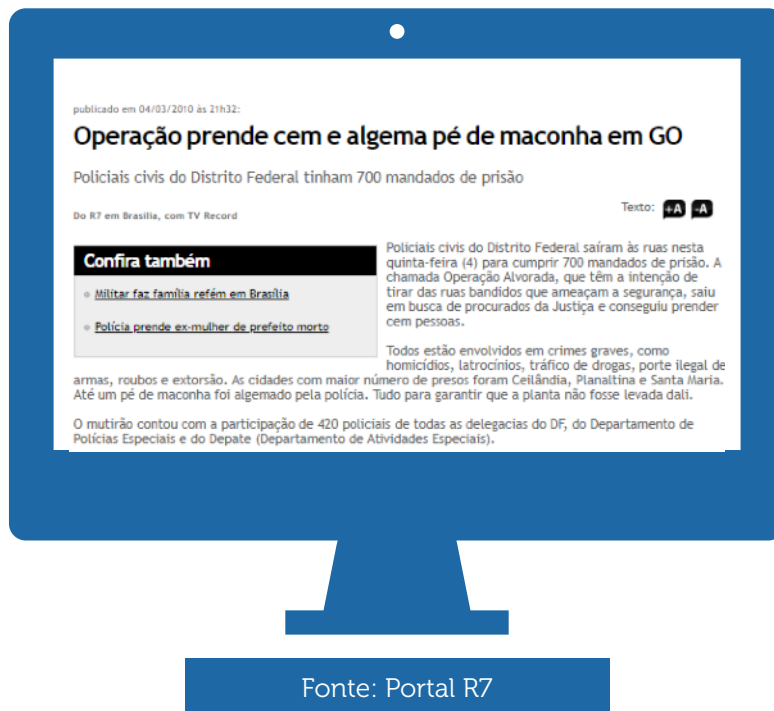 publicado em 04/03/2010 às 21h32:
Operação prende cem e algema pé de maconha em GO
Policiais civis do Distrito Federal tinham 700 mandados de prisão
Do R7 em Brasília, com TV Record
Texto: +A -A
Confira também
Militar faz família refém em Brasília
Polícia prende ex-mulher de prefeito morto
Policiais civis do Distrito Federal saíram às ruas nesta
quinta-feira (4) para cumprir 700 mandados de prisão. A
chamada Operação Alvorada, que têm a intenção de
tirar das ruas bandidos que ameaçam a segurança, saiu
em busca de procurados da Justiça e conseguiu prender
cem pessoas.
Todos estão envolvidos em crimes graves, como
homicídios, latrocínios, tráfico de drogas, porte ilegal de
armas, roubos e extorsão. As cidades com maior número de presos foram Ceilândia, Planaltina e Santa Maria.
Até um pé de maconha foi algemado pela polícia. Tudo para garantir que a planta não fosse levada dali.
O mutirão contou com a participação de 420 policiais de todas as delegacias do DF, do Departamento de
Polícias Especiais e do Depate (Departamento de Atividades Especiais).
Fonte: Portal R7